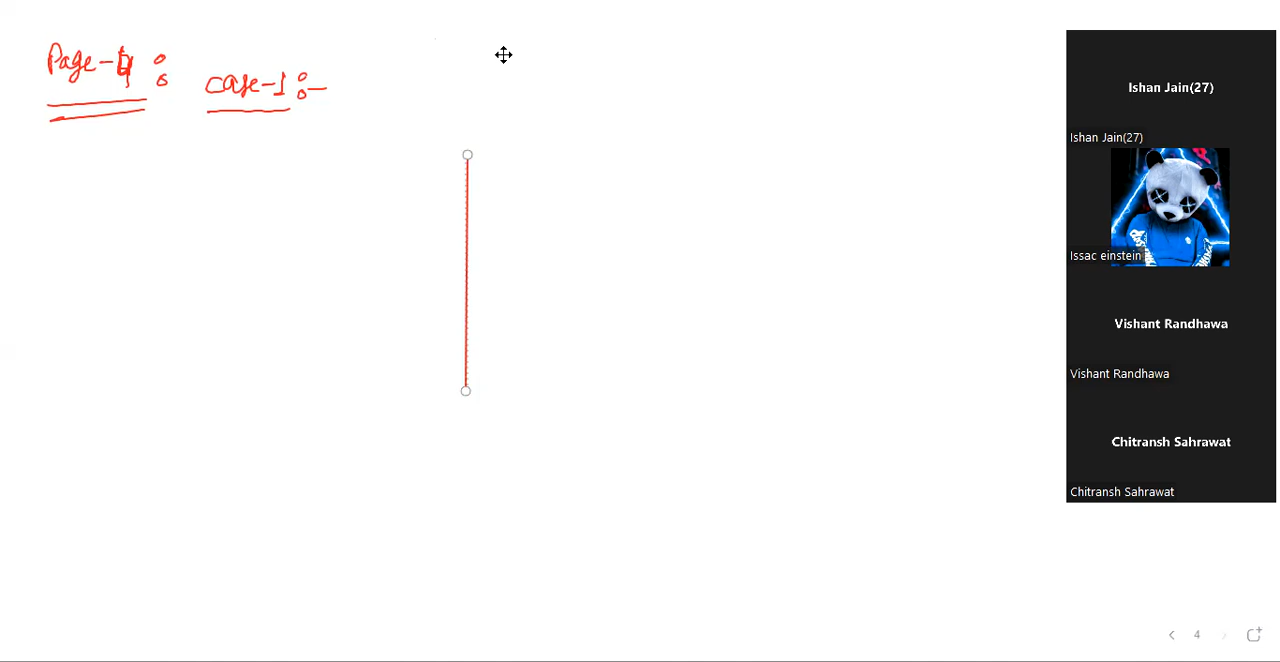 Page-4 :
Case-1 :-
Ishan Jain(27)
Ishan Jain(27)
Issac einstein
Vishant Randhawa
Vishant Randhawa
Chitransh Sahrawat
Chitransh Sahrawat
4